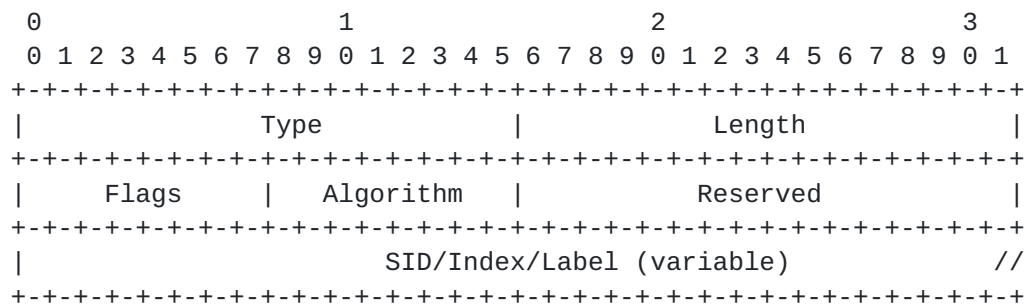 0                   1                   2                   3
 0 1 2 3 4 5 6 7 8 9 0 1 2 3 4 5 6 7 8 9 0 1 2 3 4 5 6 7 8 9 0 1
+-+-+-+-+-+-+-+-+-+-+-+-+-+-+-+-+-+-+-+-+-+-+-+-+-+-+-+-+-+-+-+-+
|               Type            |            Length             |
+-+-+-+-+-+-+-+-+-+-+-+-+-+-+-+-+-+-+-+-+-+-+-+-+-+-+-+-+-+-+-+-+
|     Flags     |   Algorithm   |           Reserved            |
+-+-+-+-+-+-+-+-+-+-+-+-+-+-+-+-+-+-+-+-+-+-+-+-+-+-+-+-+-+-+-+-+
|                       SID/Index/Label (variable)             //
+-+-+-+-+-+-+-+-+-+-+-+-+-+-+-+-+-+-+-+-+-+-+-+-+-+-+-+-+-+-+-+-+